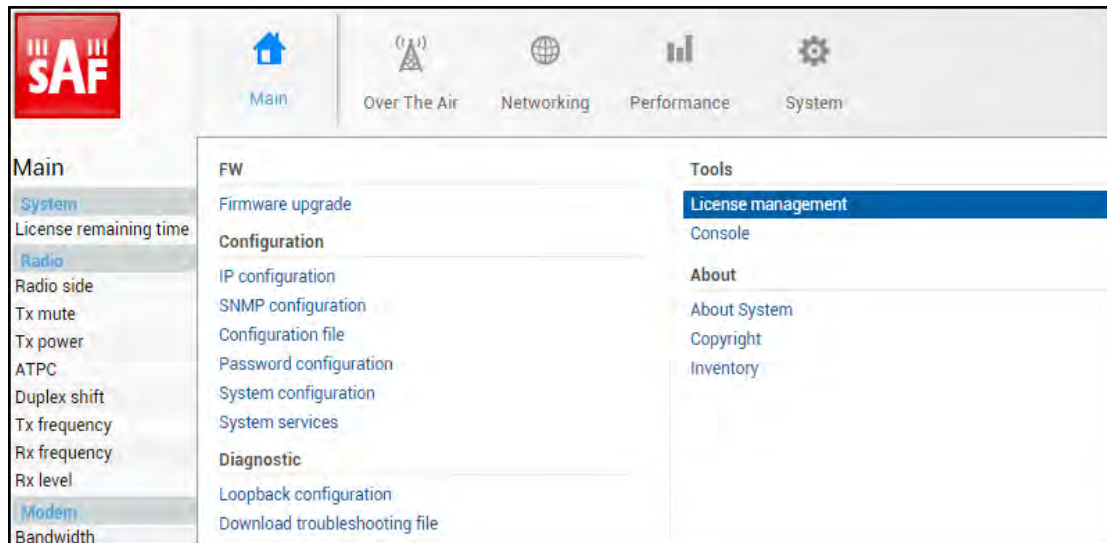 SAF
Main
Over The Air
Networking
Performance
System
Main
System
License remaining time
Radio
Radio side
Tx mute
Tx power
ATPC
Duplex shift
Tx frequency
Rx frequency
Rx level
Modem
Bandwidth
FW
Firmware upgrade
Configuration
IP configuration
SNMP configuration
Configuration file
Password configuration
System configuration
System services
Diagnostic
Loopback configuration
Download troubleshooting file
Tools
License management
Console
About
About System
Copyright
Inventory